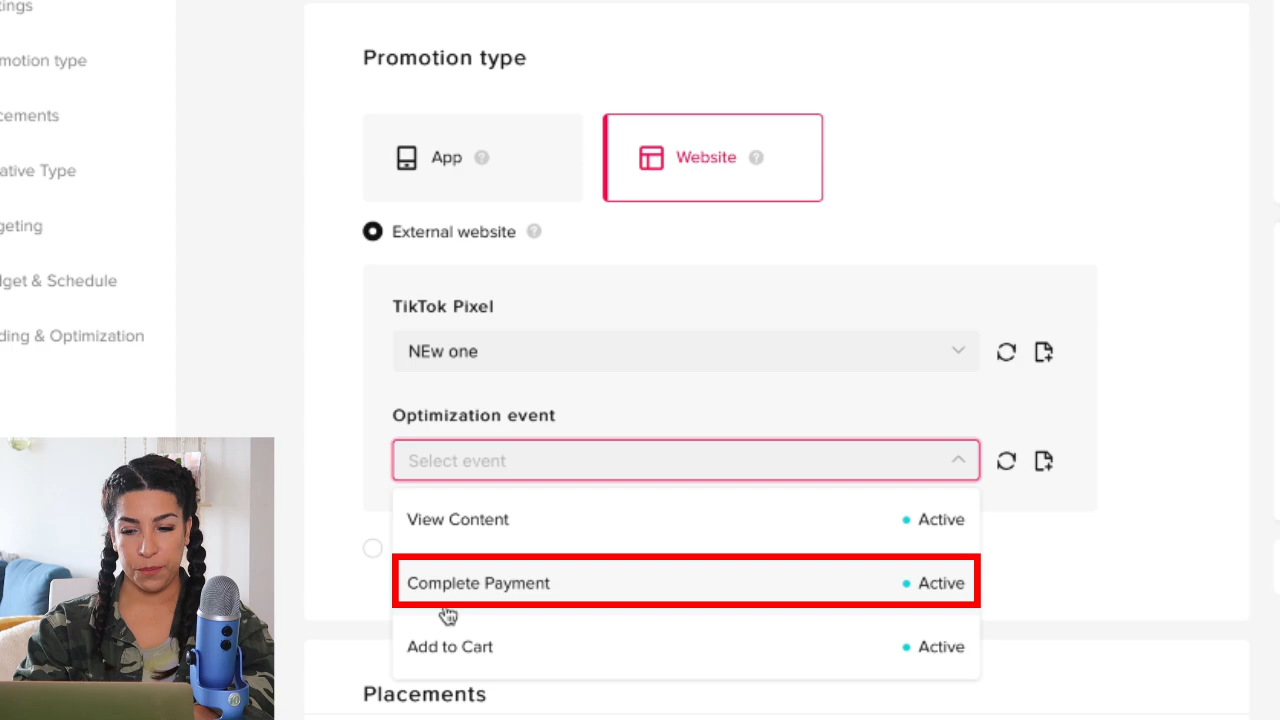 tings
motion type
cements
ative Type
geting
dget & Schedule
ding & Optimization
Promotion type
App
Website
External website
TikTok Pixel
NEw one
Optimization event
Select event
View Content Active
Complete Payment Active
Add to Cart Active
Placements